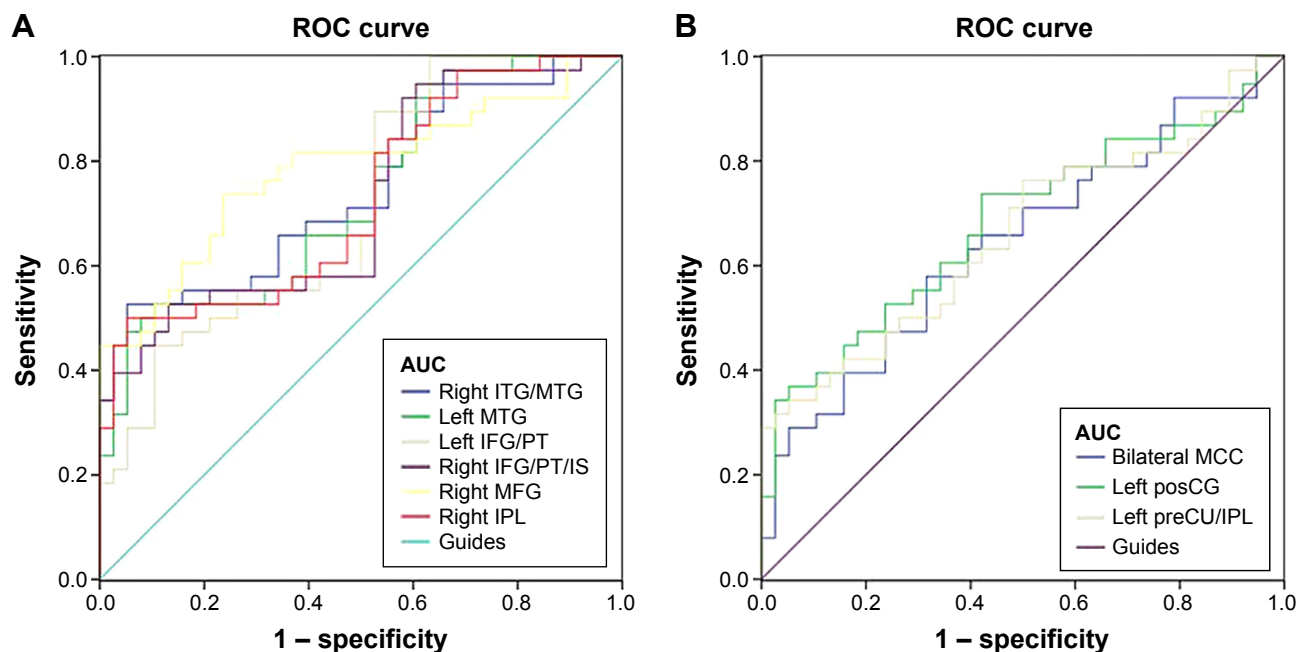 A
ROC curve
1.0
0.8
0.6
0.4
0.2
0.0
Sensitivity
AUC
Right ITG/MTG
Left MTG
Left IFG/PT
Right IFG/PT/IS
Right MFG
Right IPL
Guides
0.0 0.2 0.4 0.6 0.8 1.0
1 – specificity
B
ROC curve
1.0
0.8
0.6
0.4
0.2
0.0
Sensitivity
AUC
Bilateral MCC
Left posCG
Left preCU/IPL
Guides
0.0 0.2 0.4 0.6 0.8 1.0
1 – specificity